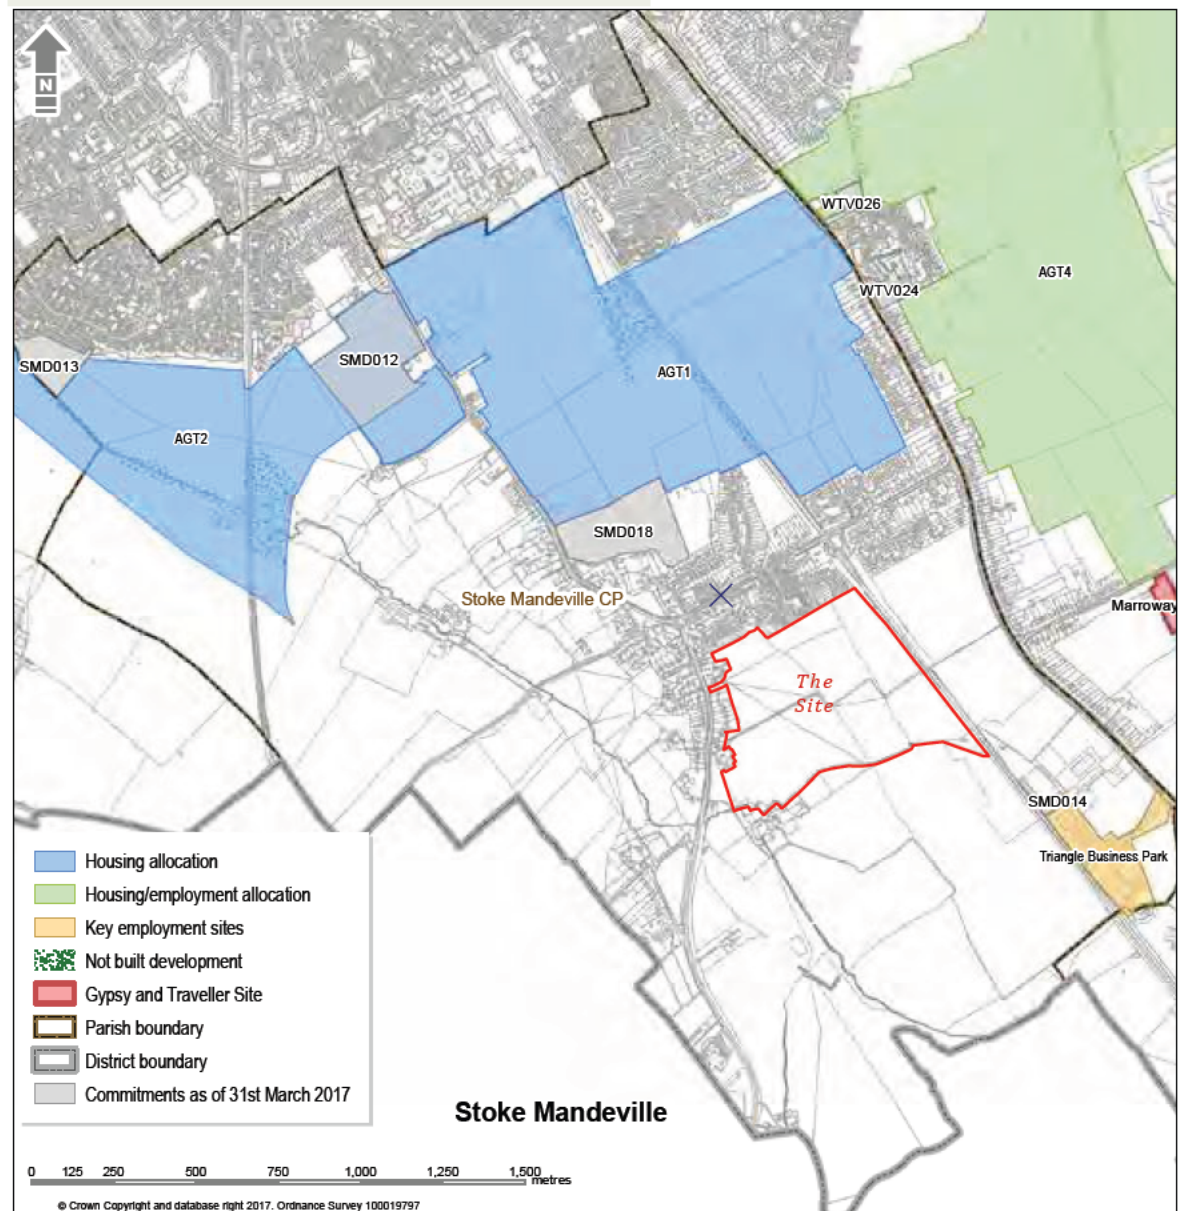 N
WTV026
AGT4
WTV024
SMD013
SMD012
AGT1
AGT2
SMD018
Stoke Mandeville CP
Marroway
The
Site
SMD014
Triangle Business Park
Housing allocation
Housing/employment allocation
Key employment sites
Not built development
Gypsy and Traveller Site
Parish boundary
District boundary
Commitments as of 31st March 2017
Stoke Mandeville
0 125 250 500 750 1,000 1,250 1,500
metres
© Crown Copyright and database right 2017. Ordnance Survey 100019797